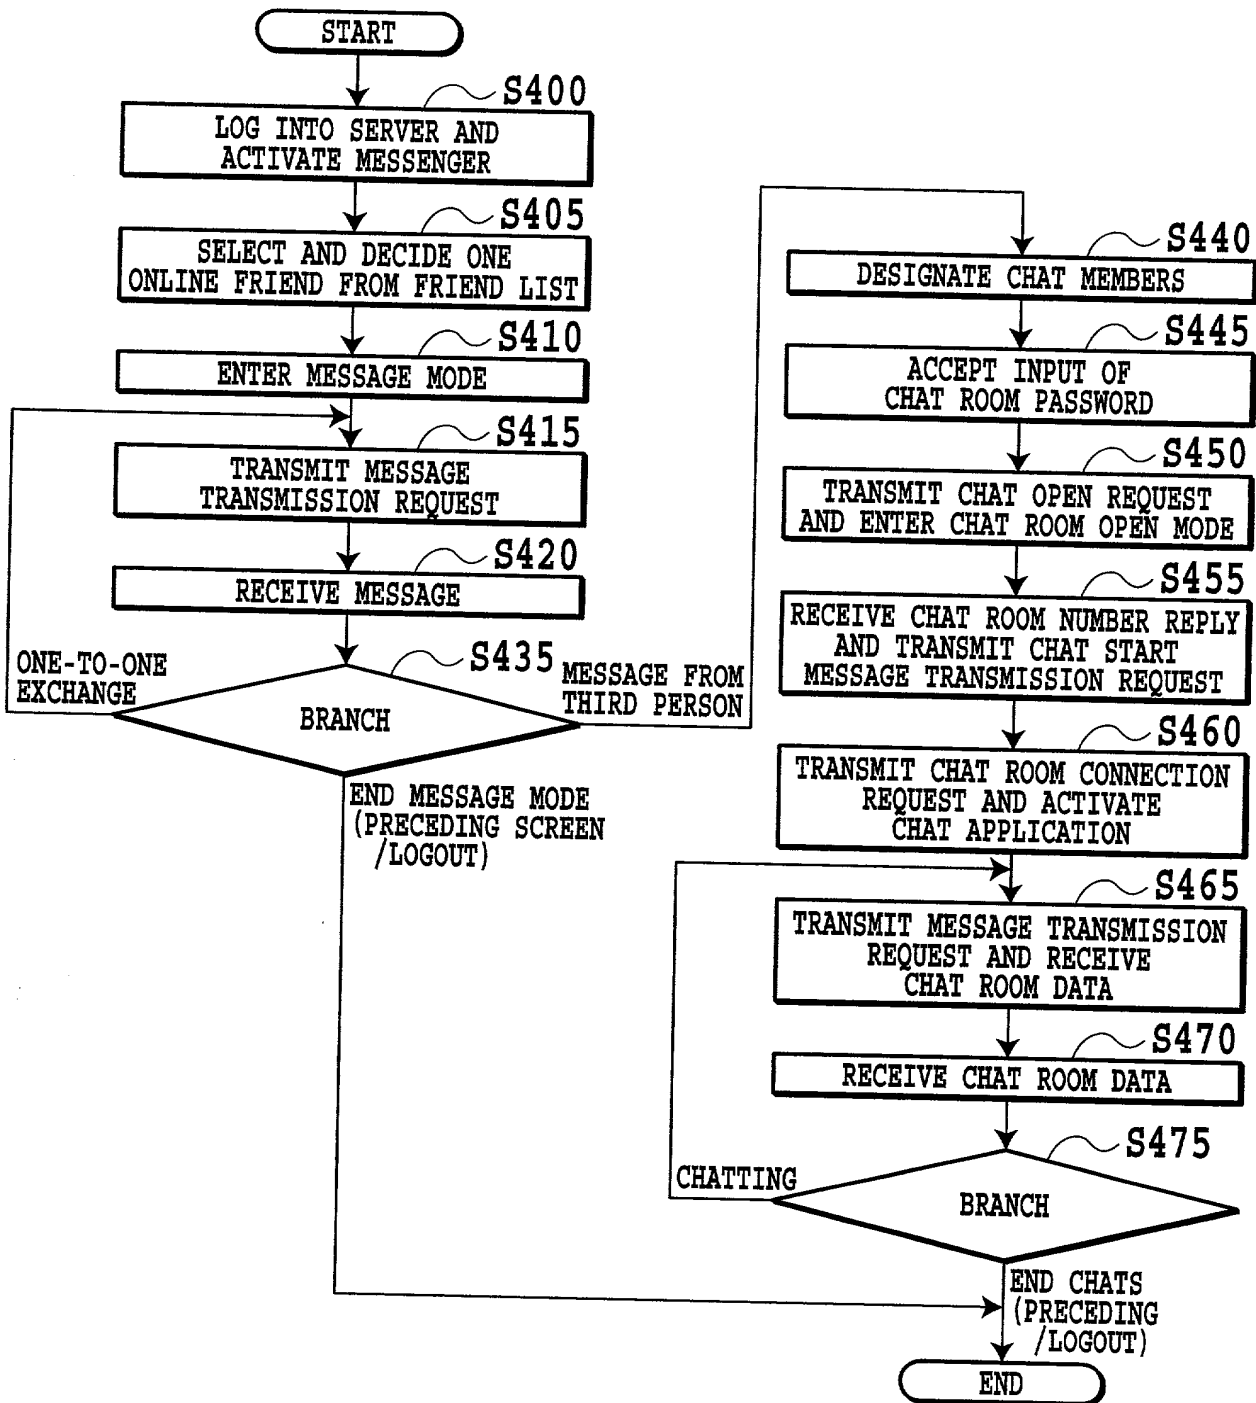 START
S400
LOG INTO SERVER AND
ACTIVATE MESSENGER
S405
SELECT AND DECIDE ONE
ONLINE FRIEND FROM FRIEND LIST
S410
ENTER MESSAGE MODE
S415
TRANSMIT MESSAGE
TRANSMISSION REQUEST
S420
RECEIVE MESSAGE
S435
BRANCH
ONE-TO-ONE
EXCHANGE
MESSAGE FROM
THIRD PERSON
END MESSAGE MODE
(PRECEDING SCREEN
/LOGOUT)
S440
DESIGNATE CHAT MEMBERS
S445
ACCEPT INPUT OF
CHAT ROOM PASSWORD
S450
TRANSMIT CHAT OPEN REQUEST
AND ENTER CHAT ROOM OPEN MODE
S455
RECEIVE CHAT ROOM NUMBER REPLY
AND TRANSMIT CHAT START
MESSAGE TRANSMISSION REQUEST
S460
TRANSMIT CHAT ROOM CONNECTION
REQUEST AND ACTIVATE
CHAT APPLICATION
S465
TRANSMIT MESSAGE TRANSMISSION
REQUEST AND RECEIVE
CHAT ROOM DATA
S470
RECEIVE CHAT ROOM DATA
S475
CHATTING
BRANCH
END CHATS
(PRECEDING
/LOGOUT)
END